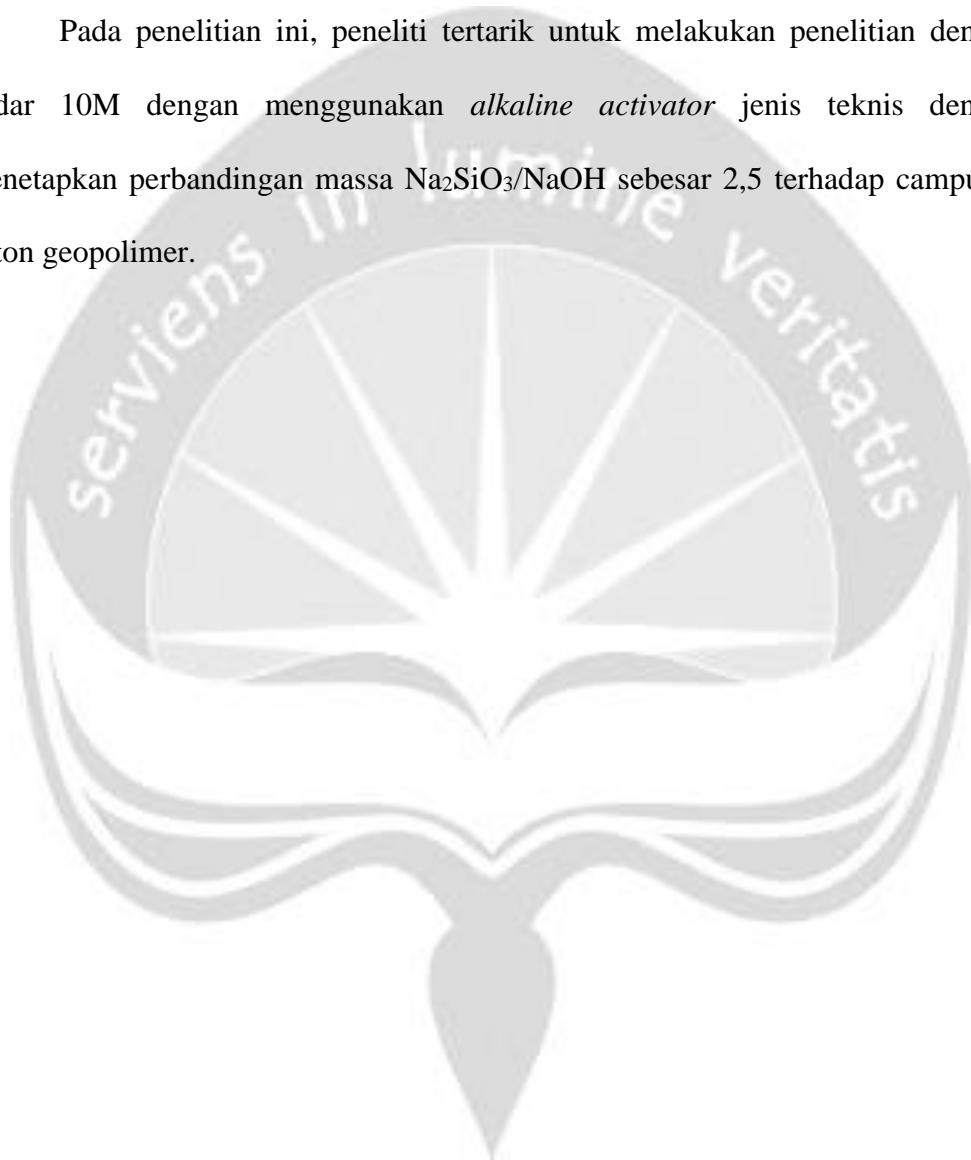 Pada penelitian ini, peneliti tertarik untuk melakukan penelitian den
dar 10M dengan menggunakan alkaline activator jenis teknis den
enetapkan perbandingan massa Na₂SiO₃/NaOH sebesar 2,5 terhadap campu
ton geopolimer.
serviens in lumine veritatis